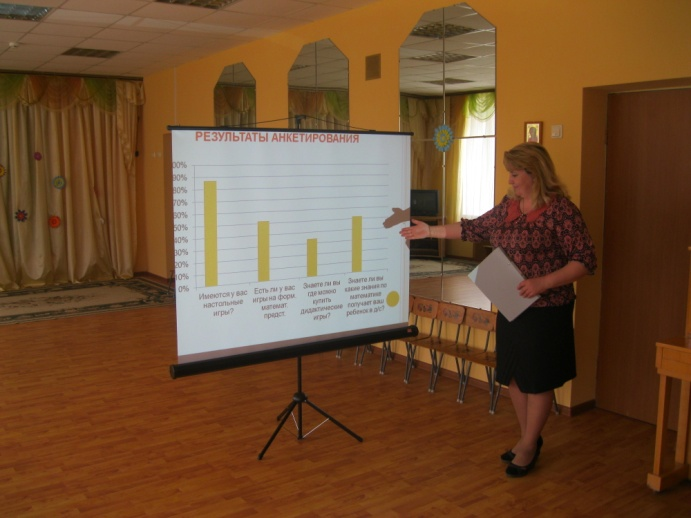 РЕЗУЛЬТАТЫ АНКЕТИРОВАНИЯ
100%
90%
80%
70%
60%
50%
40%
30%
20%
10%
0%
Имеются у вас
настольные
игры?
Есть ли у вас
игры на форм.
математ.
предст.
Знаете ли вы
где можно
купить
дидактические
игры?
Знаете ли вы
какие знания по
математике
получает ваш
ребенок в д/с?